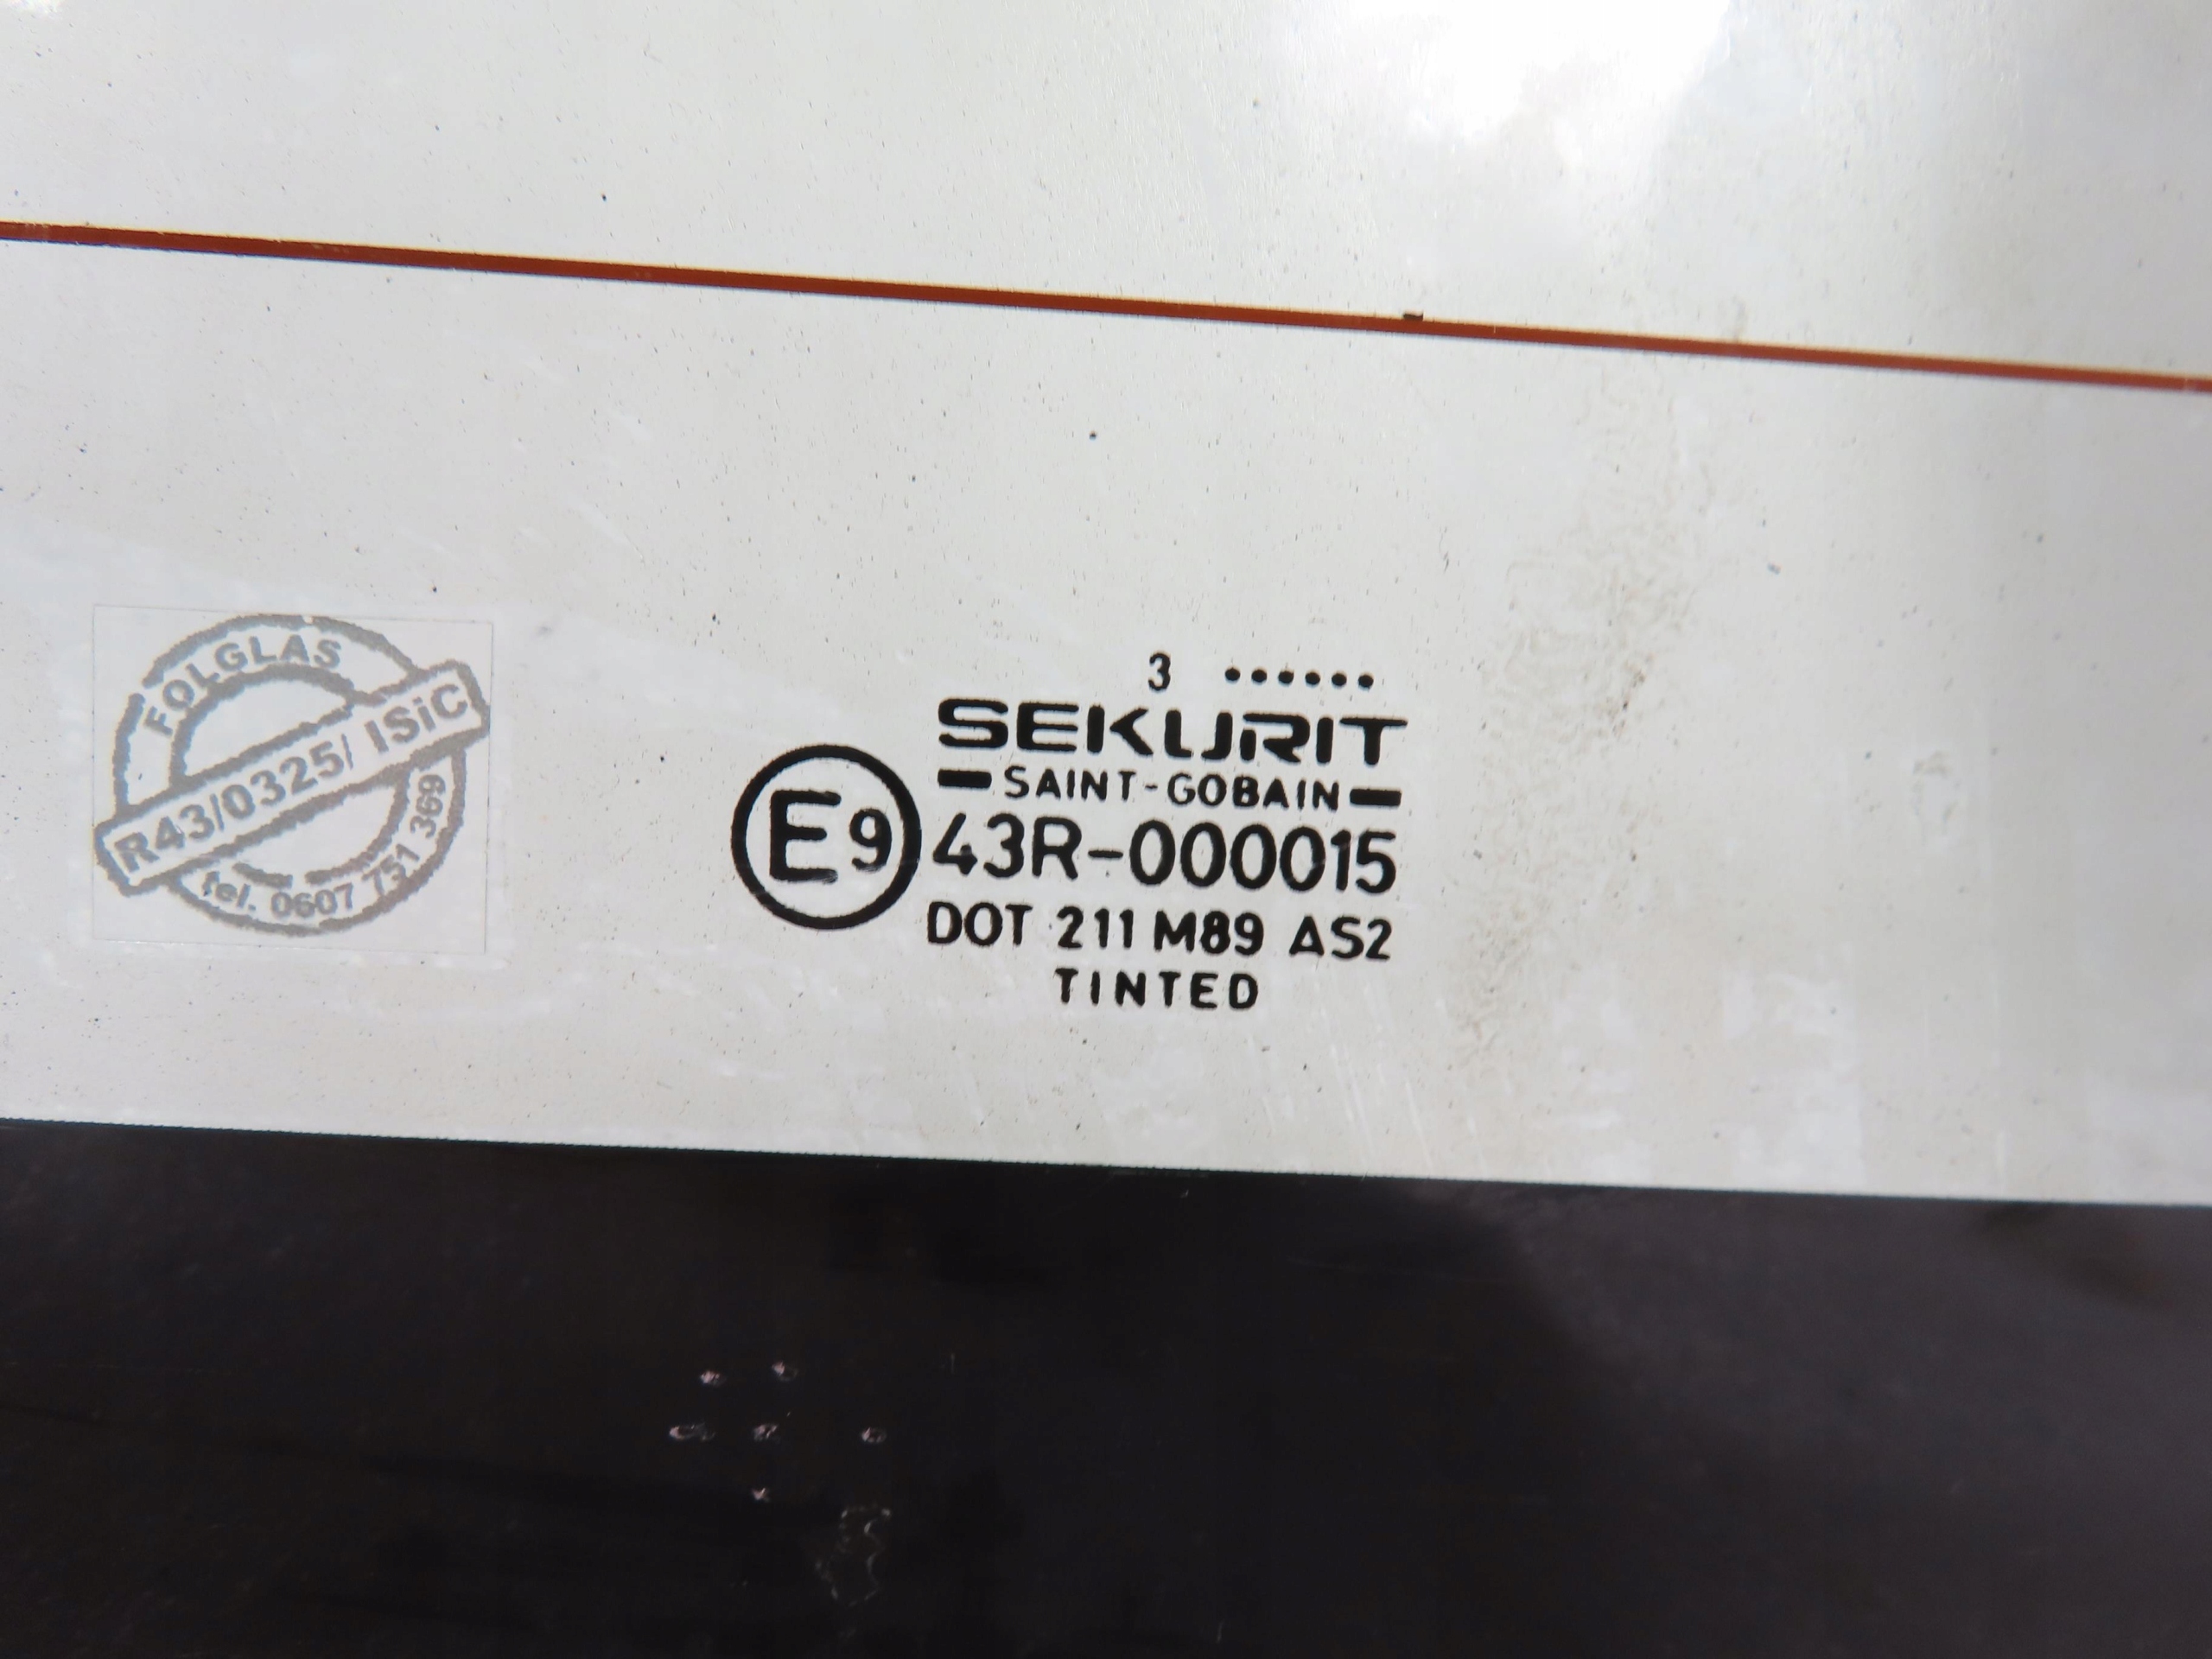 FOLGLAS
R43/0325/ ISiC
tel. 0607 751 369
3 ••••••
SEKURIT
SAINT-GOBAIN
E9 43R-000015
DOT 211 M89 AS2
TINTED